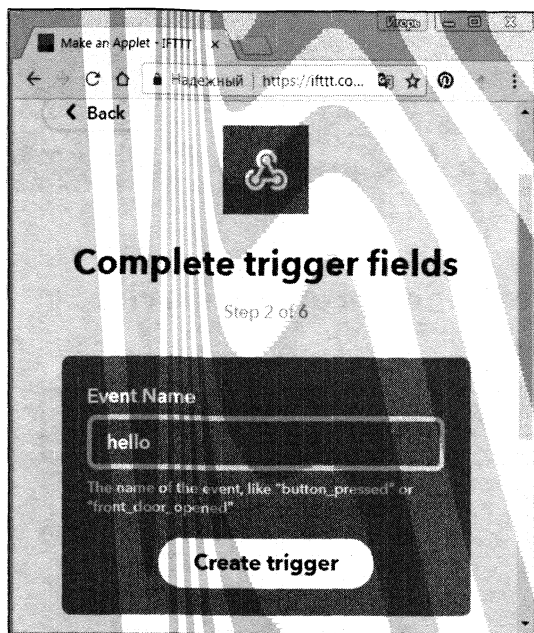 Игорь
Make an Applet - IFTTT
Надежный | https://ifttt.co...
Back
Complete trigger fields
Step 2 of 6
Event Name
hello
The name of the event, like "button_pressed" or
"front_door_opened"
Create trigger